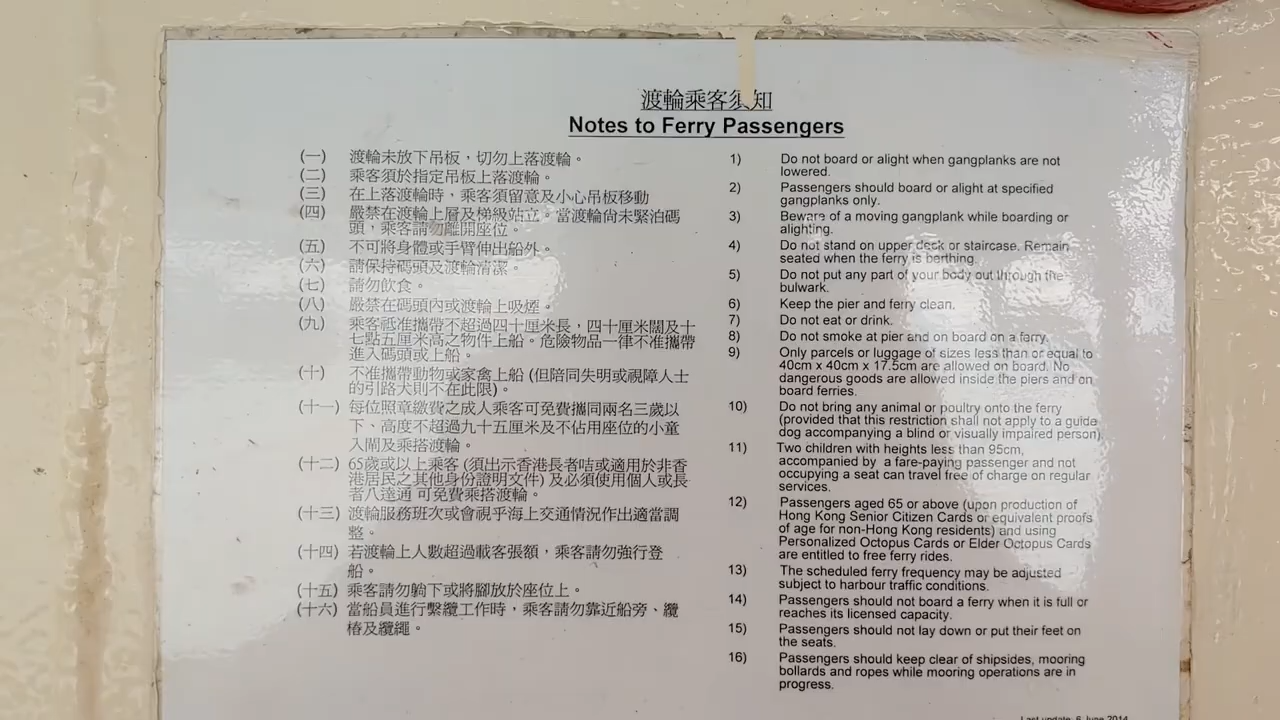 渡輪乘客須知
Notes to Ferry Passengers
(一) 渡輪未放下吊板，切勿上落渡輪。
(二) 乘客須於指定吊板上落渡輪。
(三) 在上落渡輪時，乘客須留意及小心吊板移動
(四) 嚴禁在渡輪上層及梯級站立。當渡輪尚未緊泊碼
頭，乘客請勿離開座位。
(五) 不可將身體或手臂伸出船外。
(六) 請保持碼頭及渡輪清潔。
(七) 請勿飲食。
(八) 嚴禁在碼頭內或渡輪上吸煙。
(九) 乘客祗准攜帶不超過四十厘米長，四十厘米闊及十
七點五厘米高之物件上船。危險物品一律不准攜帶
進入碼頭或上船。
(十) 不准攜帶動物或家禽上船 (但陪同失明或視障人士
的引路犬則不在此限)。
(十一) 每位照章繳費之成人乘客可免費攜同兩名三歲以
下、高度不超過九十五厘米及不佔用座位的小童
入閘及乘搭渡輪。
(十二) 65歲或以上乘客 (須出示香港長者咭或適用於非香
港居民之其他身份證明文件) 及必須使用個人或長
者八達通 可免費乘搭渡輪。
(十三) 渡輪服務班次或會視乎海上交通情況作出適當調
整。
(十四) 若渡輪上人數超過載客張額，乘客請勿強行登
船。
(十五) 乘客請勿躺下或將腳放於座位上。
(十六) 當船員進行繫纜工作時，乘客請勿靠近船旁、纜
樁及纜繩。
1) Do not board or alight when gangplanks are not
lowered.
2) Passengers should board or alight at specified
gangplanks only.
3) Beware of a moving gangplank while boarding or
alighting.
4) Do not stand on upper deck or staircase. Remain
seated when the ferry is berthing.
5) Do not put any part of your body out through the
bulwark.
6) Keep the pier and ferry clean.
7) Do not eat or drink.
8) Do not smoke at pier and on board on a ferry.
9) Only parcels or luggage of sizes less than or equal to
40cm x 40cm x 17.5cm are allowed on board. No
dangerous goods are allowed inside the piers and on
board ferries.
10) Do not bring any animal or poultry onto the ferry
(provided that this restriction shall not apply to a guide
dog accompanying a blind or visually impaired person)
11) Two children with heights less than 95cm,
accompanied by a fare-paying passenger and not
occupying a seat can travel free of charge on regular
services.
12) Passengers aged 65 or above (upon production of
Hong Kong Senior Citizen Cards or equivalent proofs
of age for non-Hong Kong residents) and using
Personalized Octopus Cards or Elder Octopus Cards
are entitled to free ferry rides.
13) The scheduled ferry frequency may be adjusted
subject to harbour traffic conditions.
14) Passengers should not board a ferry when it is full or
reaches its licensed capacity.
15) Passengers should not lay down or put their feet on
the seats.
16) Passengers should keep clear of shipsides, mooring
bollards and ropes while mooring operations are in
progress.
Last update: 6 June 2014